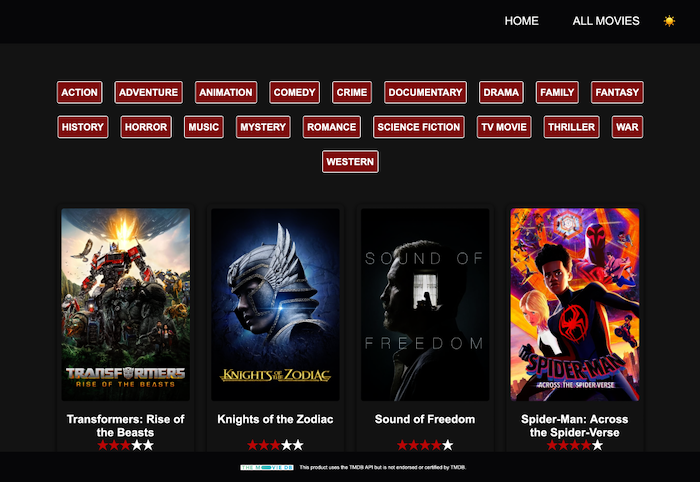 HOME ALL MOVIES
ACTION ADVENTURE ANIMATION COMEDY CRIME DOCUMENTARY DRAMA FAMILY FANTASY
HISTORY HORROR MUSIC MYSTERY ROMANCE SCIENCE FICTION TV MOVIE THRILLER WAR
WESTERN
SOUND OF
FREEDOM
TRANSFORMERS
RISE OF THE BEASTS
KNIGHTS OF THE ZODIAC
SPIDER-MAN
ACROSS THE SPIDER-VERSE
Transformers: Rise of
the Beasts
Knights of the Zodiac
Sound of Freedom
Spider-Man: Across
the Spider-Verse
THE MOVIE DB This product uses the TMDB API but is not endorsed or certified by TMDB.